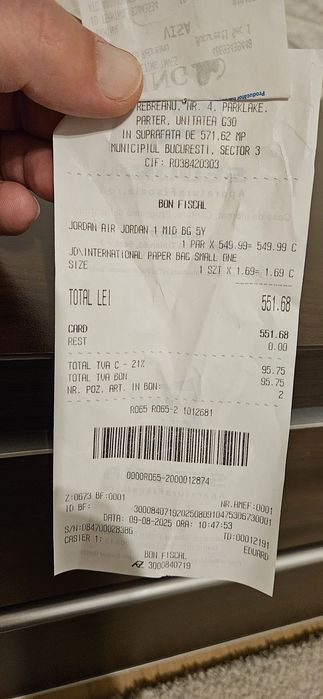 VISA
REBREANU, NR. 4, PARKLAKE,
PARTER, UNITATEA G30
IN SUPRAFATA DE 571,62 MP
MUNICIPIUL BUCURESTI, SECTOR 3
CIF: RO38420303
BON FISCAL
JORDAN AIR JORDAN 1 MID BG 5Y
1 PAR X 549.99= 549.99 C
JD\INTERNATIONAL PAPER BAG SMALL ONE
SIZE 1 SZT X 1.69= 1.69 C
TOTAL LEI 551.68
CARD 551.68
REST 0.00
TOTAL TVA C - 21% 95.75
TOTAL TVA BON 95.75
NR. POZ. ART. IN BON: 2
R065 R065-2 1012681
0000R065-2000012874
Z:0673 BF:0001 NR.AMEF:0001
ID BF: 3000840719202508091047530673​0001
DATA: 09-08-2025 ORA: 10:47:53
S/N:084700028386 TD:00012191
CASIER 1: EDUARD
BON FISCAL
3000840719